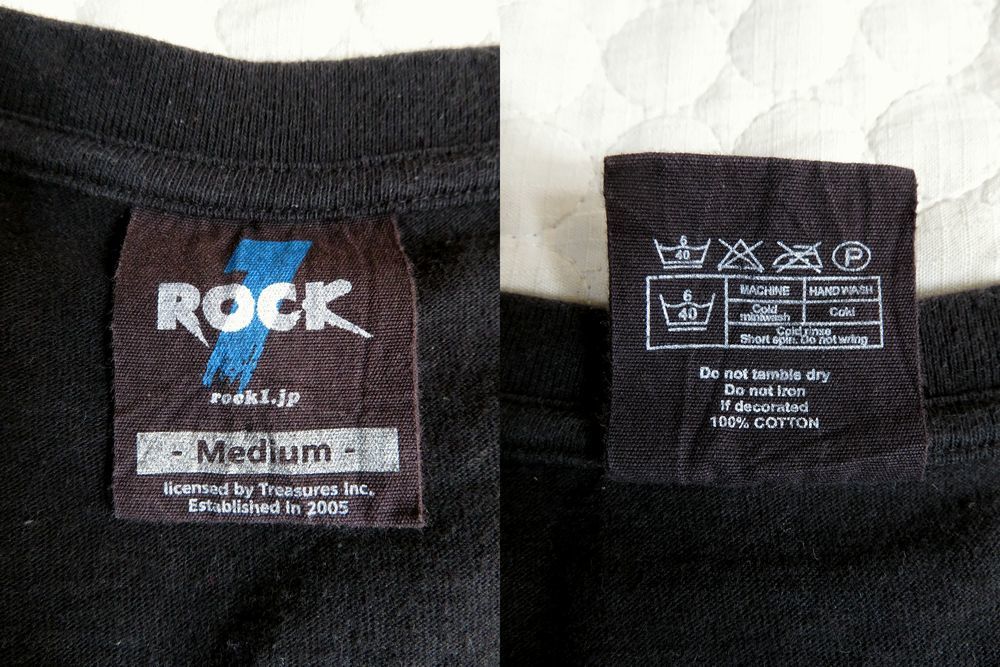 1
ROCK
rock1.jp
- Medium -
licensed by Treasures Inc.
Established in 2005
6
40
P
6
40
MACHINE
HAND WASH
Cold
miniwash
Cold
Cold rinse
Short spin. Do not wring
Do not tamble dry
Do not iron
If decorated
100% COTTON